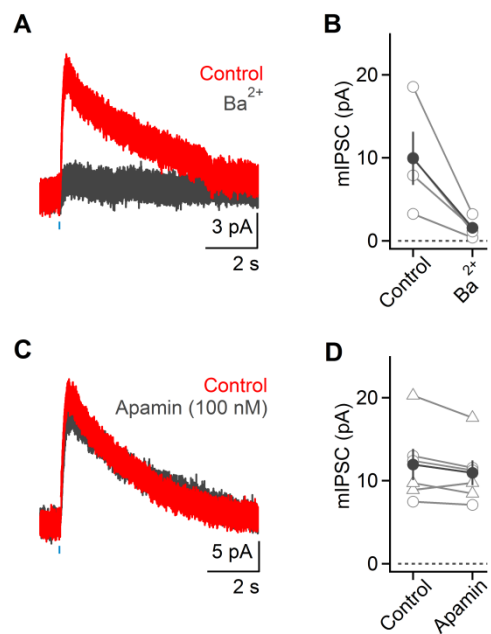 A
Control
Ba²⁺
3 pA
2 s
B
mIPSC (pA)
20
10
0
Control
Ba²⁺
C
Control
Apamin (100 nM)
5 pA
2 s
D
mIPSC (pA)
20
10
0
Control
Apamin